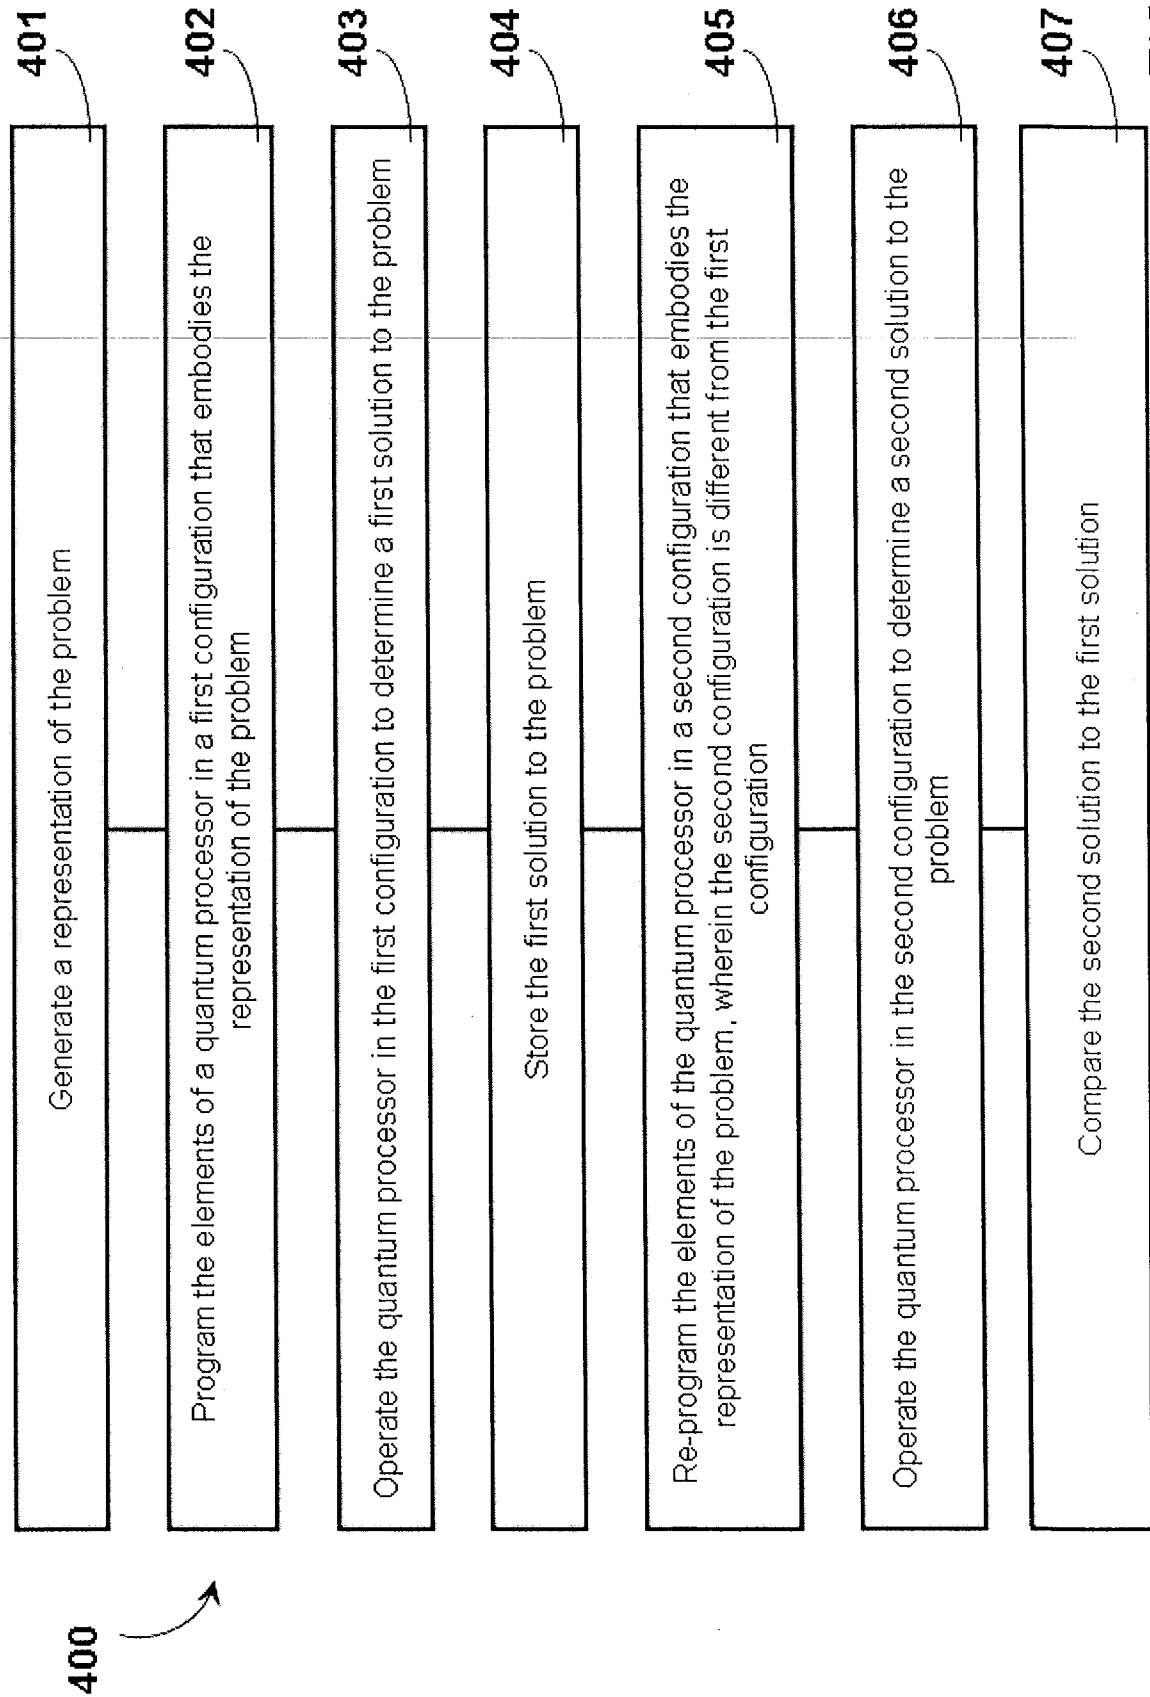 400
401
Generate a representation of the problem
402
Program the elements of a quantum processor in a first configuration that embodies the
representation of the problem
403
Operate the quantum processor in the first configuration to determine a first solution to the problem
404
Store the first solution to the problem
405
Re-program the elements of the quantum processor in a second configuration that embodies the
representation of the problem, wherein the second configuration is different from the first
configuration
406
Operate the quantum processor in the second configuration to determine a second solution to the
problem
407
Compare the second solution to the first solution